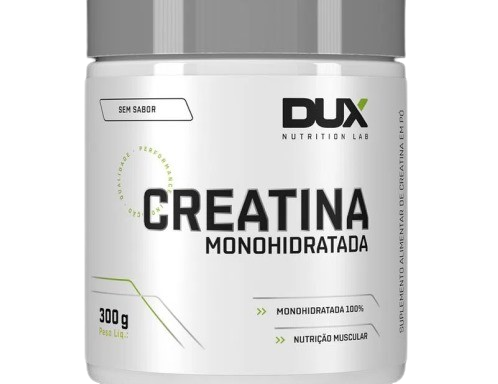 SEM SABOR
DUX
NUTRITION LAB
QUALIDADE · PERFORMANCE
CREATINA
MONOHIDRATADA
300 g
Peso Líq.:
MONOHIDRATADA 100%
NUTRIÇÃO MUSCULAR
SUPLEMENTO ALIMENTAR DE CREATINA EM PÓ